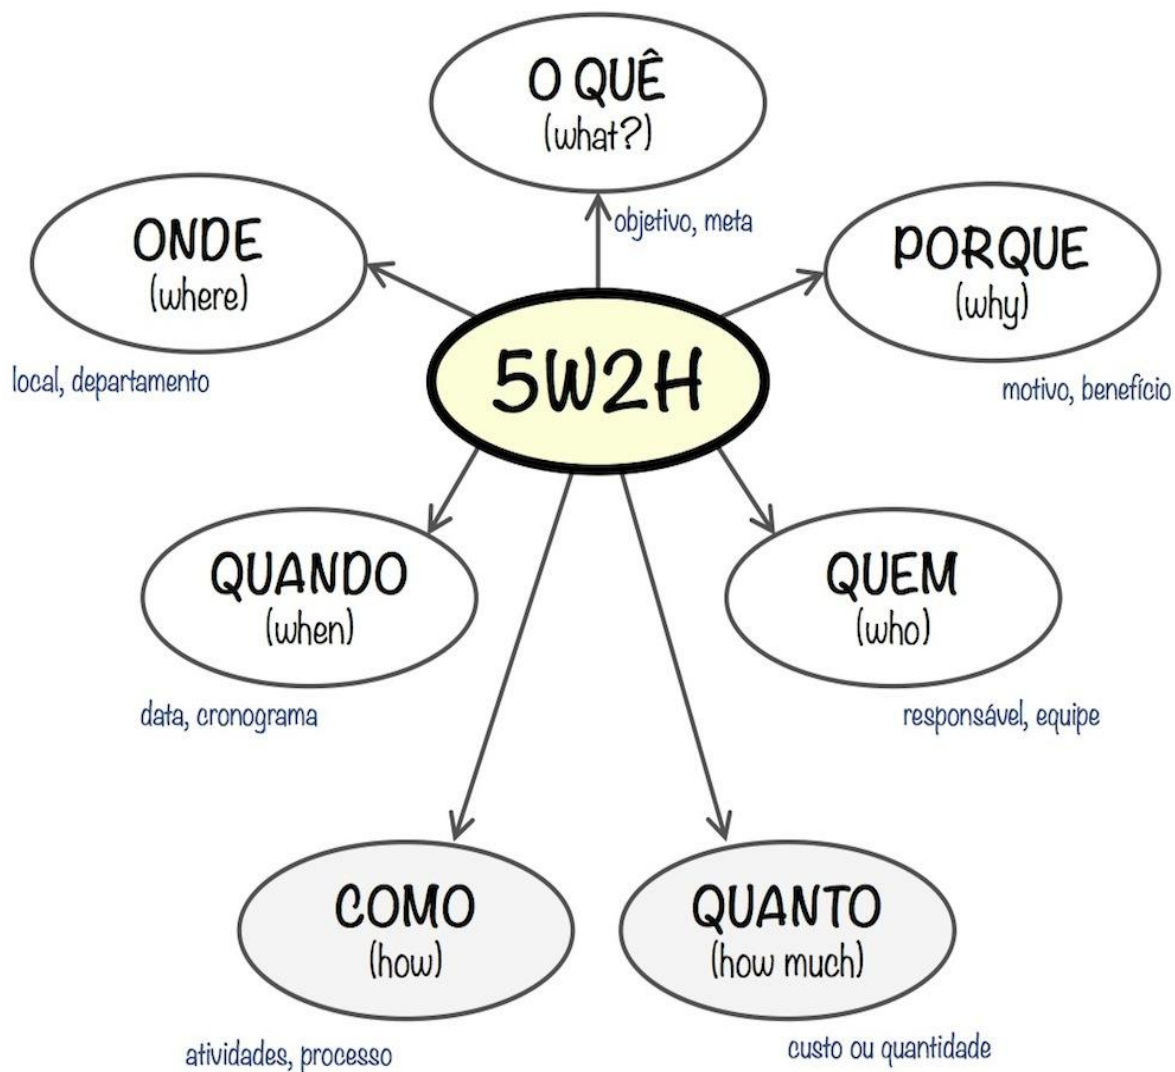 O QUÊ
(what?)
objetivo, meta
ONDE
(where)
local, departamento
PORQUE
(why)
motivo, benefício
5W2H
QUANDO
(when)
data, cronograma
QUEM
(who)
responsável, equipe
COMO
(how)
atividades, processo
QUANTO
(how much)
custo ou quantidade